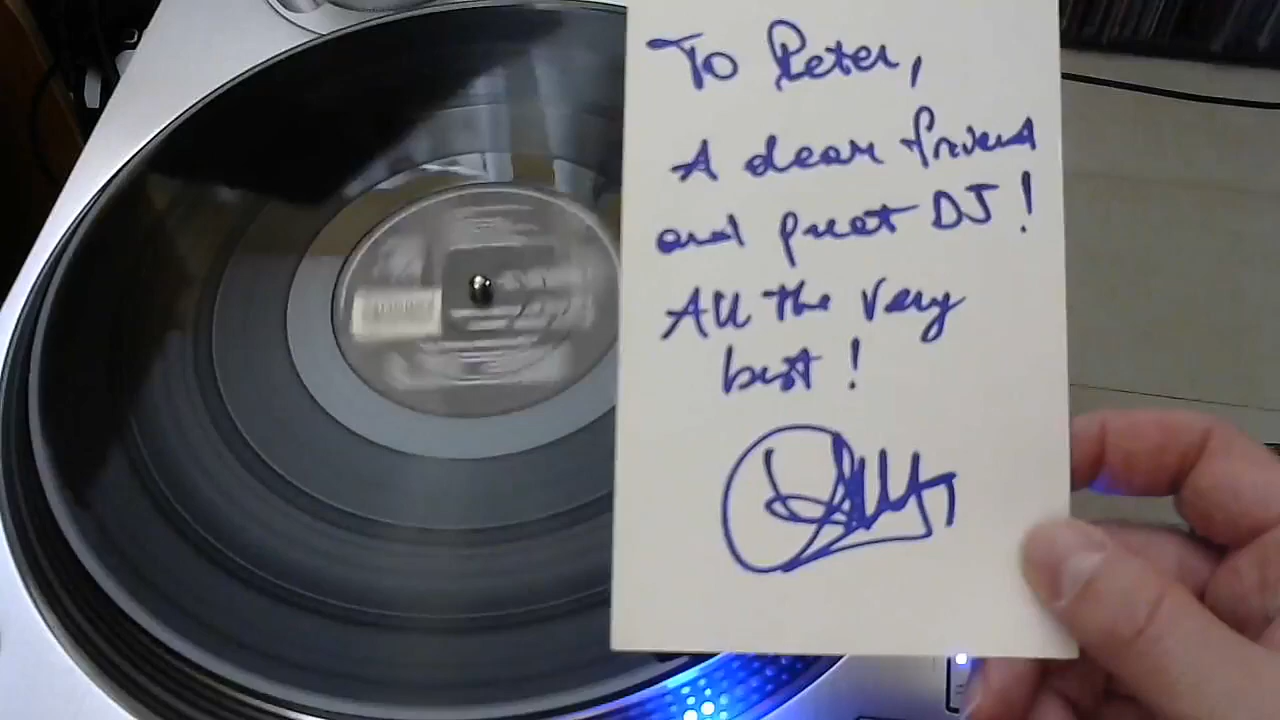 To Peter,
A dear friend
and great DJ!
All the very
best!